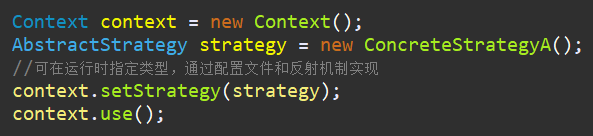 Context context = new Context();
AbstractStrategy strategy = new ConcreteStrategyA();
//可在运行时指定类型，通过配置文件和反射机制实现
context.setStrategy(strategy);
context.use();